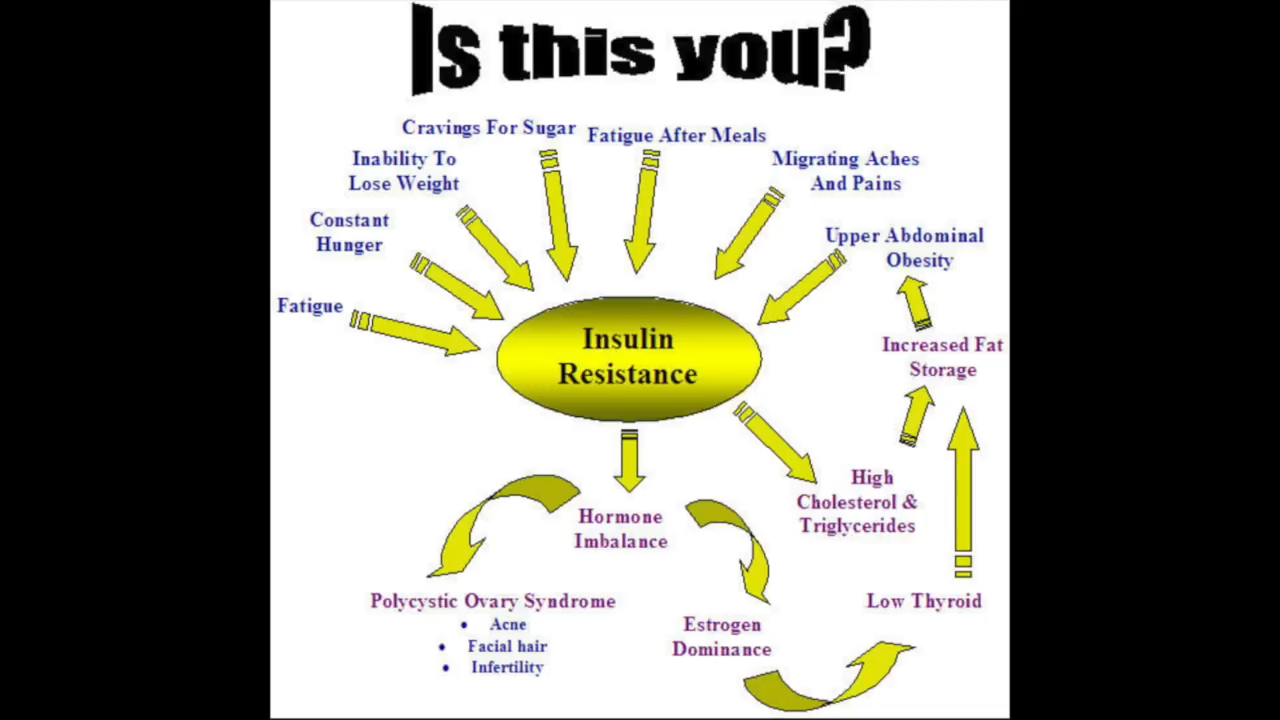 Is this you?
Cravings For Sugar
Fatigue After Meals
Inability To
Lose Weight
Migrating Aches
And Pains
Constant
Hunger
Upper Abdominal
Obesity
Fatigue
Insulin
Resistance
Increased Fat
Storage
High
Cholesterol &
Triglycerides
Hormone
Imbalance
Polycystic Ovary Syndrome
• Acne
• Facial hair
• Infertility
Estrogen
Dominance
Low Thyroid